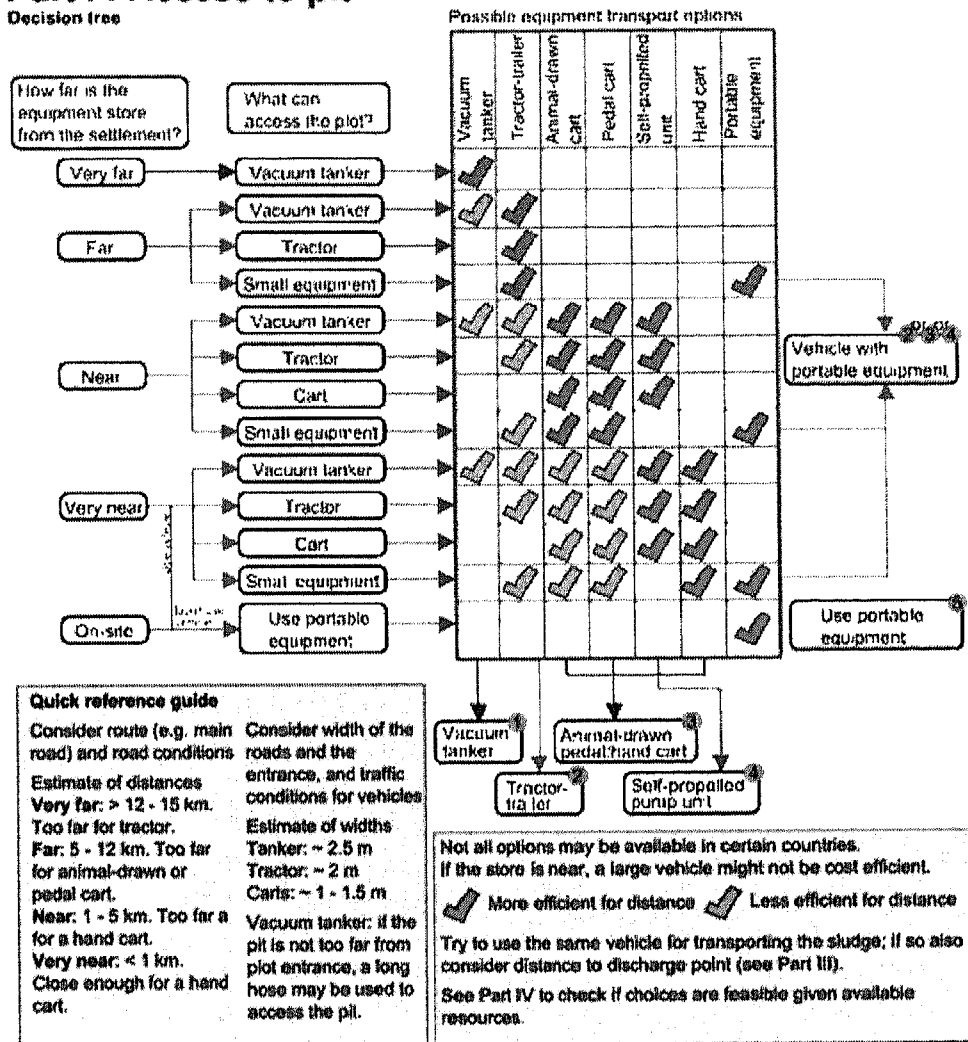 Decision tree
Possible equipment transport options
How far is the
equipment store
from the settlement?
What can
access the plot?
Vacuum
tanker
Tractor-trailer
Animal-drawn
cart
Pedal cart
Self-propelled
unit
Hand cart
Portable
equipment
Very far
Vacuum tanker
Vacuum tanker
Far
Tractor
Small equipment
Vacuum tanker
Near
Tractor
Cart
Small equipment
Vehicle with
portable equipment
Vacuum tanker
Very near
Tractor
Cart
Small equipment
On-site
Use portable
equipment
Use portable
equipment
5
Vacuum
tanker
1
Animal-drawn
pedal/hand cart
3
Tractor-
trailer
2
Self-propelled
pump unit
4
Quick reference guide
Consider route (e.g. main
road) and road conditions
Estimate of distances
Very far: > 12 - 15 km.
Too far for tractor.
Far: 5 - 12 km. Too far
for animal-drawn or
pedal cart.
Near: 1 - 5 km. Too far a
for a hand cart.
Very near: < 1 km.
Close enough for a hand
cart.
Consider width of the
roads and the
entrance, and traffic
conditions for vehicles
Estimate of widths
Tanker: ~ 2.5 m
Tractor: ~ 2 m
Carts: ~ 1 - 1.5 m
Vacuum tanker: if the
pit is not too far from
plot entrance, a long
hose may be used to
access the pit.
Not all options may be available in certain countries.
If the store is near, a large vehicle might not be cost efficient.
More efficient for distance
Less efficient for distance
Try to use the same vehicle for transporting the sludge; if so also
consider distance to discharge point (see Part III).
See Part IV to check if choices are feasible given available
resources.